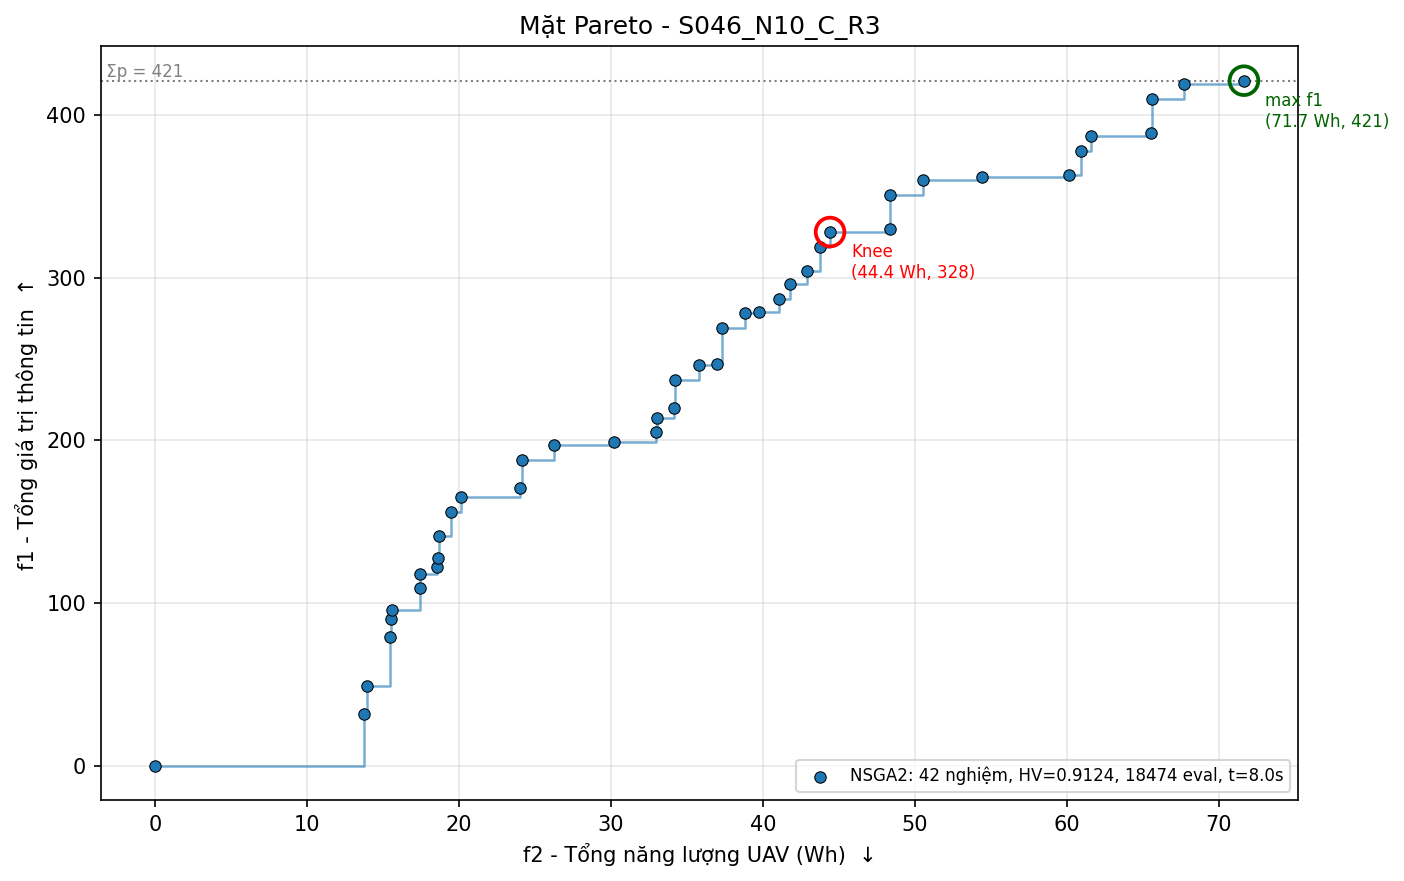 Mặt Pareto - S046_N10_C_R3
Σp = 421
max f1
(71.7 Wh, 421)
Knee
(44.4 Wh, 328)
400
300
200
100
0
f1 - Tổng giá trị thông tin ↑
NSGA2: 42 nghiệm, HV=0.9124, 18474 eval, t=8.0s
0 10 20 30 40 50 60 70
f2 - Tổng năng lượng UAV (Wh) ↓